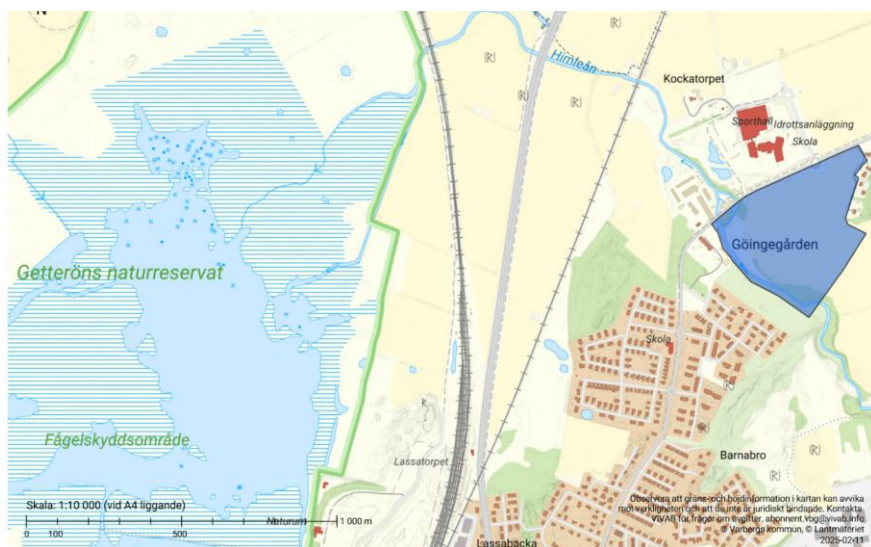 N
(R)
Himleån
Kockatorpet
(R)
(R)
Sporthall
Idrottsanläggning
Skola
Göingegården
Getteröns naturreservat
Skola
(R)
(R)
R
Fågelskyddsområde
Lassatorpet
Barnabro
(R)
Skala: 1:10 000 (vid A4 liggande)
0 100 500 1 000 m
Naturum
Lassabacka
Observera att gräns- och höjdinformation i kartan kan avvika
mot verkligheten och att du inte är juridiskt bindande. Kontakta
VIVAB för frågor om avgifter, abonnent.vbg@vivab.info
© Varbergs kommun, © Lantmäteriet
2025-02-11